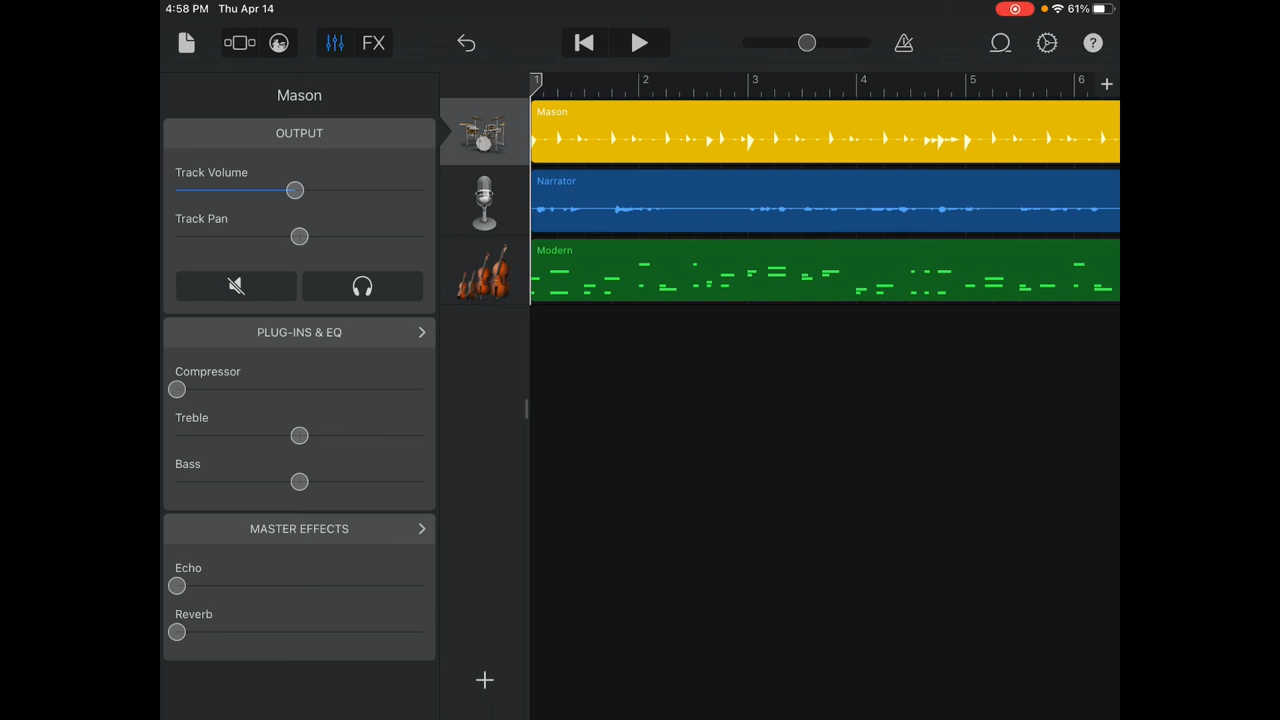 4:58 PM Thu Apr 14
61%
FX
?
Mason
OUTPUT
Track Volume
Track Pan
PLUG-INS & EQ
Compressor
Treble
Bass
MASTER EFFECTS
Echo
Reverb
1 2 3 4 5 6
Mason
Narrator
Modern